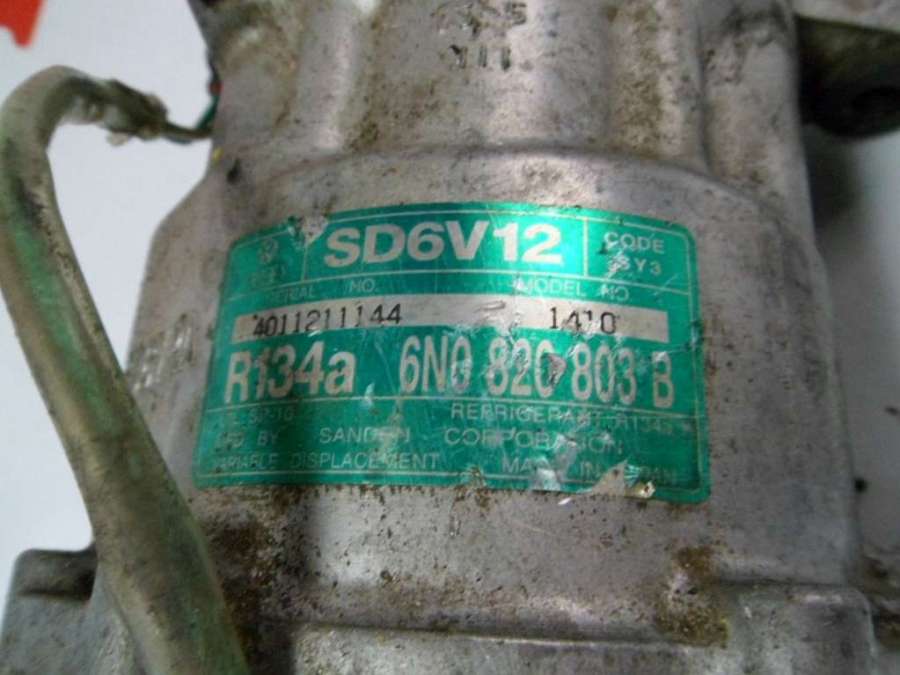 SD6V12
CODE
SY3
SERIAL NO. MODEL NO
4011211144 1410
R134a 6N0 820 803 B
REFRIGERANT R134a
MFD BY SANDEN CORPORATION
VARIABLE DISPLACEMENT MADE IN